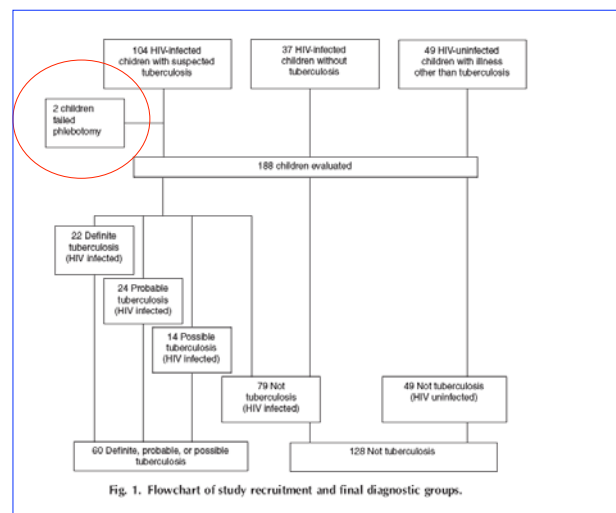 104 HIV-infected
chidren with suspected
tuberculosis
37 HIV-infected
children without
tuberculosis
49 HIV-uninfected
children with illness
other than tuberculosis
2 children
failed
phlebotomy
188 children evaluated
22 Definite
tuberculosis
(HIV infected)
24 Probable
tuberculosis
(HIV infected)
14 Possible
tuberculosis
(HIV infected)
79 Not
tuberculosis
(HIV infected)
49 Not tuberculosis
(HIV uninfected)
60 Definite, probable, or possible
tuberculosis
128 Not tuberculosis
Fig. 1. Flowchart of study recruitment and final diagnostic groups.